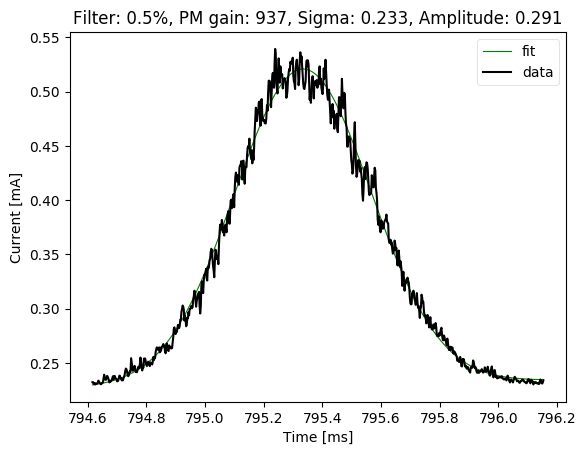 Filter: 0.5%, PM gain: 937, Sigma: 0.233, Amplitude: 0.291
fit
data
0.55
0.50
0.45
0.40
0.35
0.30
0.25
Current [mA]
794.6 794.8 795.0 795.2 795.4 795.6 795.8 796.0 796.2
Time [ms]